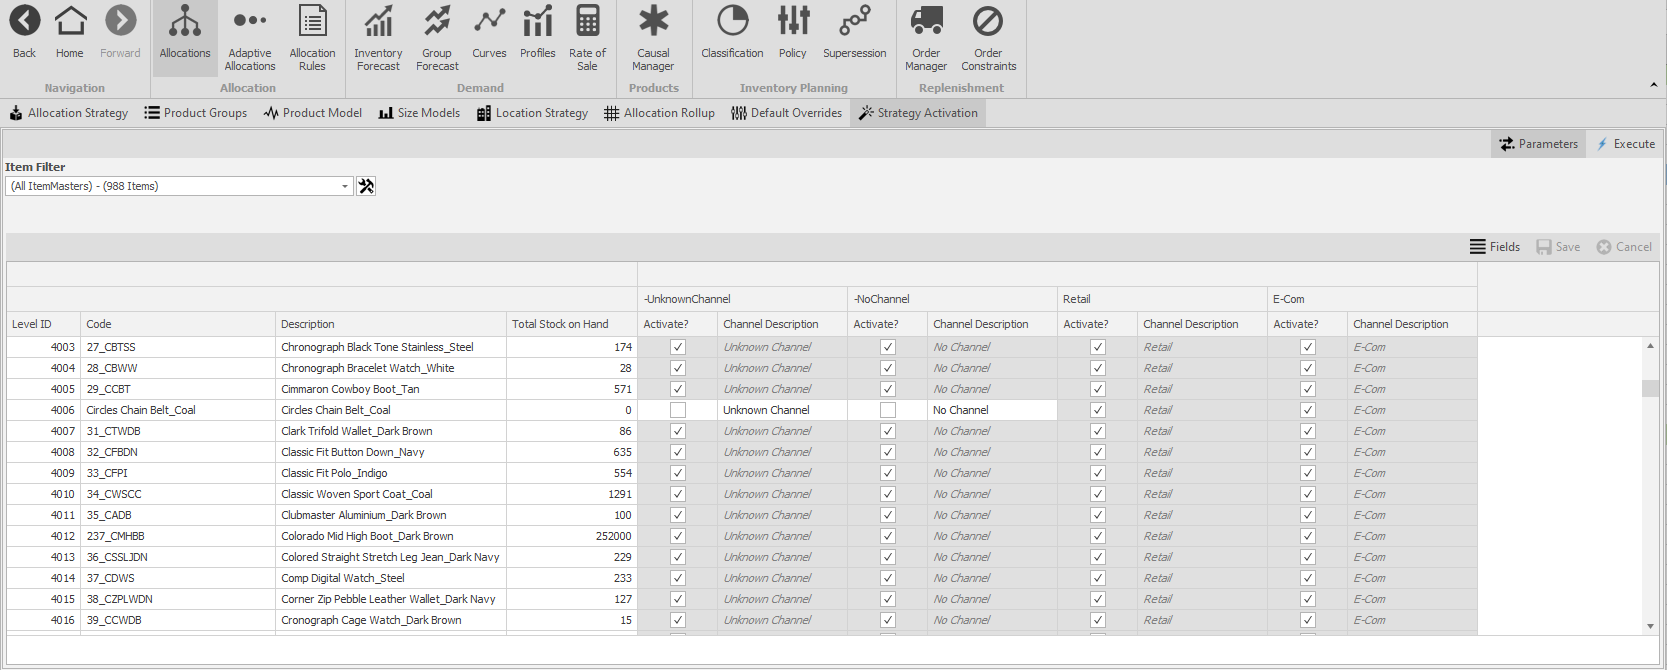 Back Home Forward Allocations Adaptive Allocations Allocation Rules Inventory Forecast Group Forecast Curves Profiles Rate of Sale Causal Manager Classification Policy Supersession Order Manager Order Constraints
Navigation Allocation Demand Products Inventory Planning Replenishment
Allocation Strategy Product Groups Product Model Size Models Location Strategy Allocation Rollup Default Overrides Strategy Activation
Parameters Execute
Item Filter
(All ItemMasters) - (988 Items)
Fields Save Cancel
-UnknownChannel -NoChannel Retail E-Com
Level ID Code Description Total Stock on Hand Activate? Channel Description Activate? Channel Description Activate? Channel Description Activate? Channel Description
4003 27_CBTSS Chronograph Black Tone Stainless_Steel 174 Unknown Channel No Channel Retail E-Com
4004 28_CBWW Chronograph Bracelet Watch_White 28 Unknown Channel No Channel Retail E-Com
4005 29_CCBT Cimmaron Cowboy Boot_Tan 571 Unknown Channel No Channel Retail E-Com
4006 Circles Chain Belt_Coal Circles Chain Belt_Coal 0 Unknown Channel No Channel Retail E-Com
4007 31_CTWDB Clark Trifold Wallet_Dark Brown 86 Unknown Channel No Channel Retail E-Com
4008 32_CFBDN Classic Fit Button Down_Navy 635 Unknown Channel No Channel Retail E-Com
4009 33_CFPI Classic Fit Polo_Indigo 554 Unknown Channel No Channel Retail E-Com
4010 34_CWSCC Classic Woven Sport Coat_Coal 1291 Unknown Channel No Channel Retail E-Com
4011 35_CADB Clubmaster Aluminium_Dark Brown 100 Unknown Channel No Channel Retail E-Com
4012 237_CMHBB Colorado Mid High Boot_Dark Brown 252000 Unknown Channel No Channel Retail E-Com
4013 36_CSSLJDN Colored Straight Stretch Leg Jean_Dark Navy 229 Unknown Channel No Channel Retail E-Com
4014 37_CDWS Comp Digital Watch_Steel 233 Unknown Channel No Channel Retail E-Com
4015 38_CZPLWDN Corner Zip Pebble Leather Wallet_Dark Navy 127 Unknown Channel No Channel Retail E-Com
4016 39_CCWDB Cronograph Cage Watch_Dark Brown 15 Unknown Channel No Channel Retail E-Com